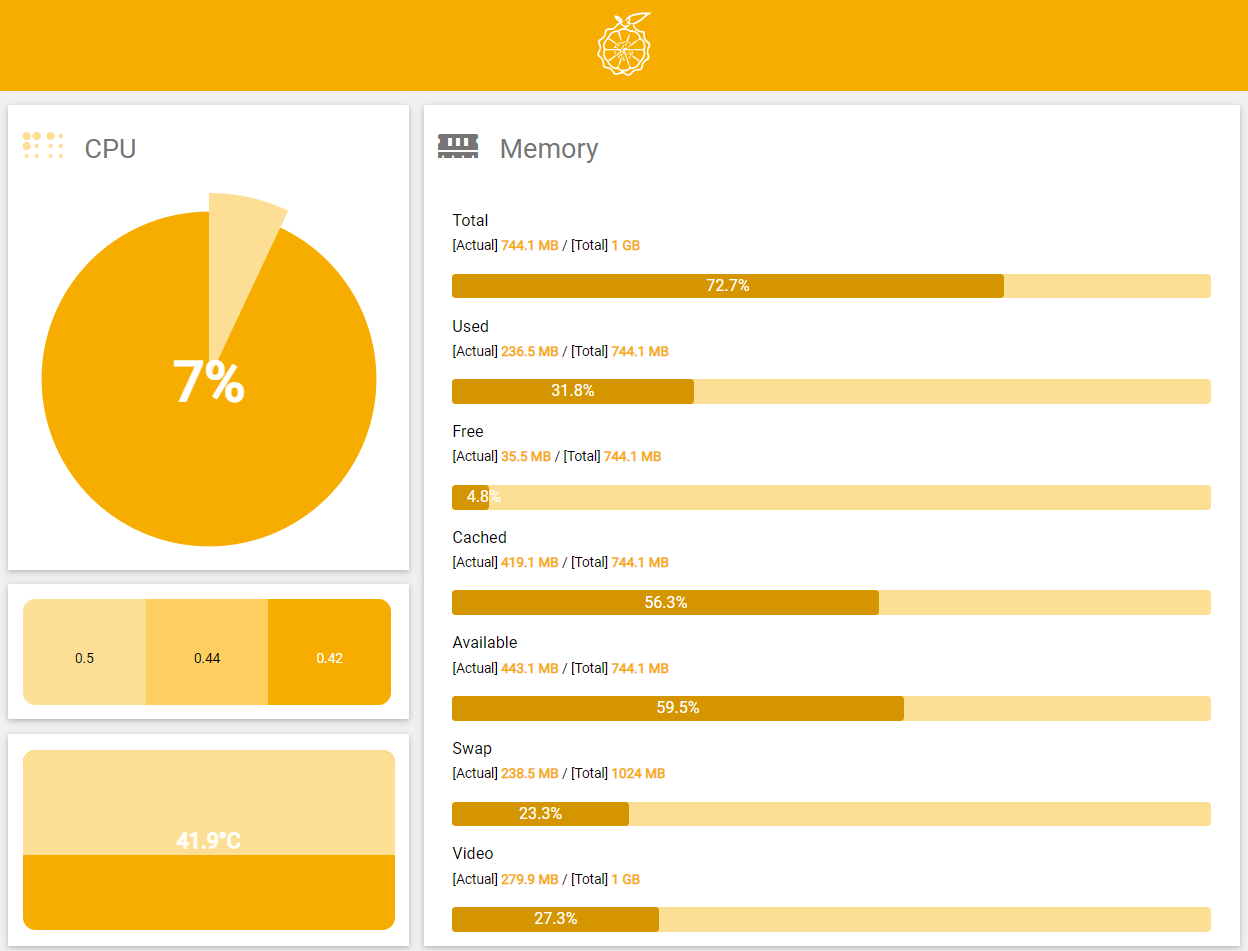 CPU
7%
0.5
0.44
0.42
41.9°C
Memory
Total
[Actual] 744.1 MB / [Total] 1 GB
72.7%
Used
[Actual] 236.5 MB / [Total] 744.1 MB
31.8%
Free
[Actual] 35.5 MB / [Total] 744.1 MB
4.8%
Cached
[Actual] 419.1 MB / [Total] 744.1 MB
56.3%
Available
[Actual] 443.1 MB / [Total] 744.1 MB
59.5%
Swap
[Actual] 238.5 MB / [Total] 1024 MB
23.3%
Video
[Actual] 279.9 MB / [Total] 1 GB
27.3%